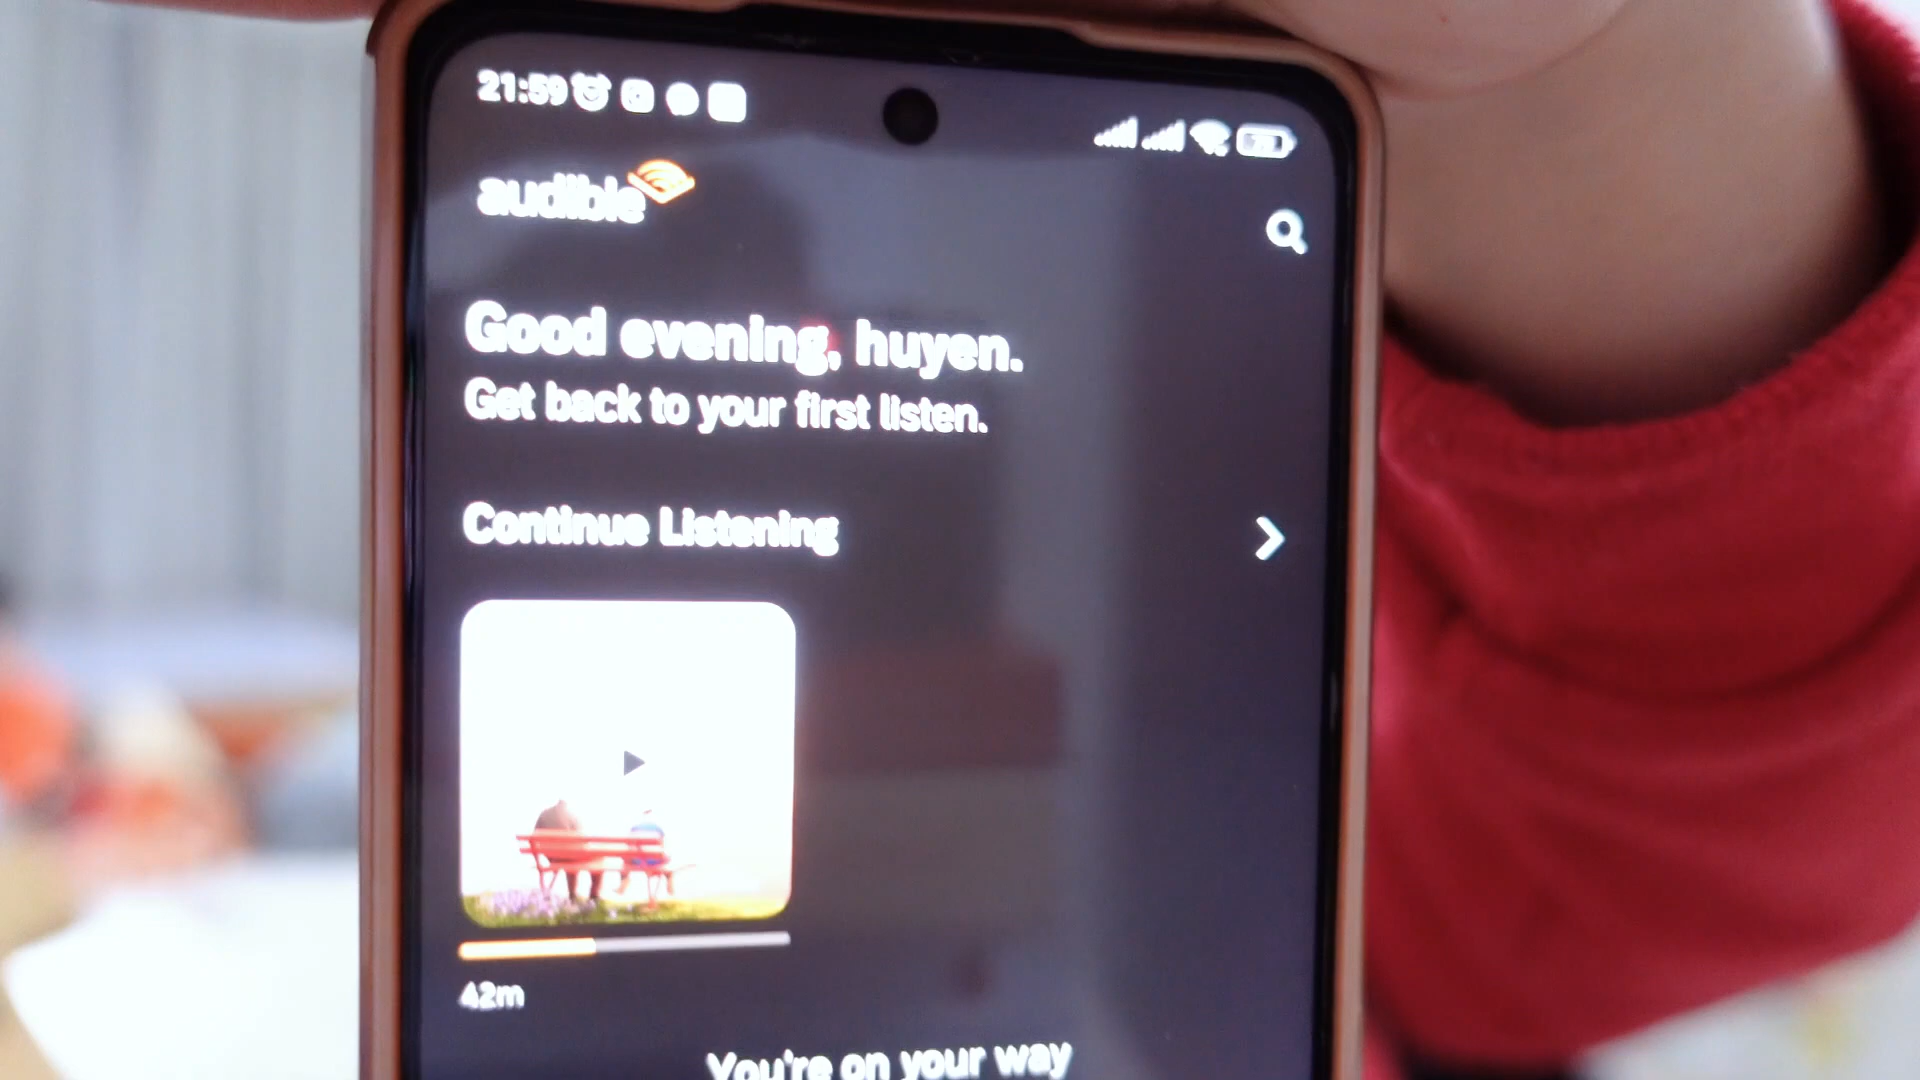 21:59
audible
Good evening, huyen.
Get back to your first listen.
Continue Listening
42m
You're on your way